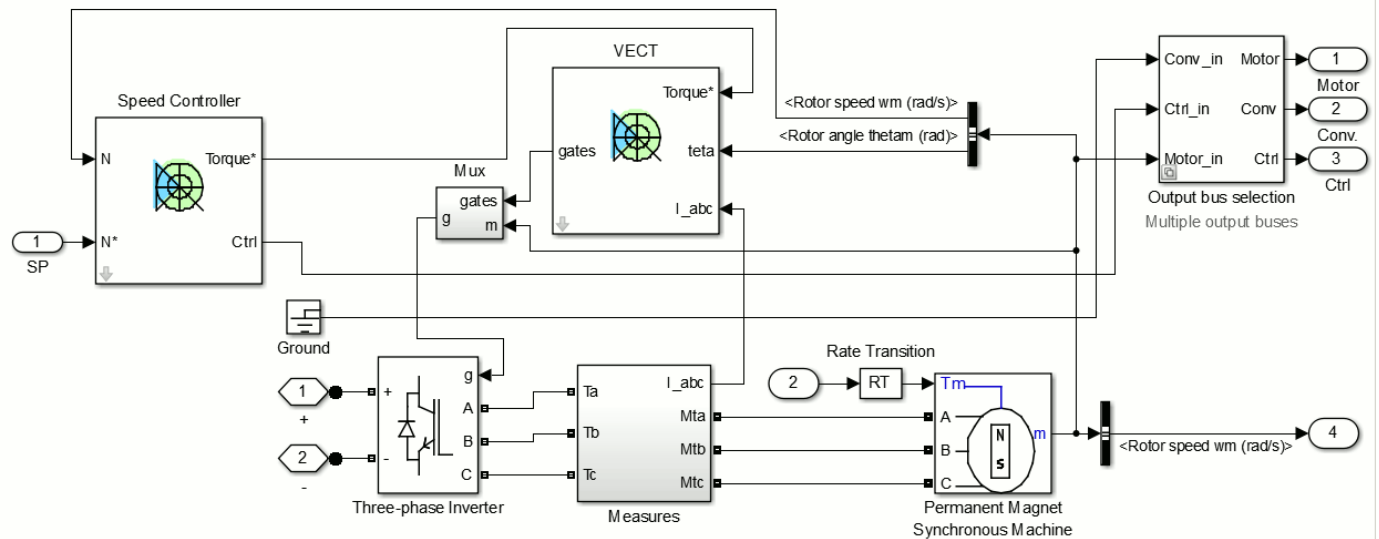 VECT
Speed Controller
N
N*
Torque*
Ctrl
1
SP
Mux
gates
m
g
Torque*
teta
I_abc
gates
<Rotor speed wm (rad/s)>
<Rotor angle thetam (rad)>
Conv_in
Ctrl_in
Motor_in
Motor
Conv
Ctrl
1
Motor
2
Conv.
3
Ctrl
Output bus selection
Multiple output buses
Ground
1
+
2
-
+
-
g
A
B
C
Three-phase Inverter
Ta
Tb
Tc
I_abc
Mta
Mtb
Mtc
Measures
Rate Transition
2
RT
Tm
A
B
C
N
S
m
Permanent Magnet
Synchronous Machine
<Rotor speed wm (rad/s)>
4